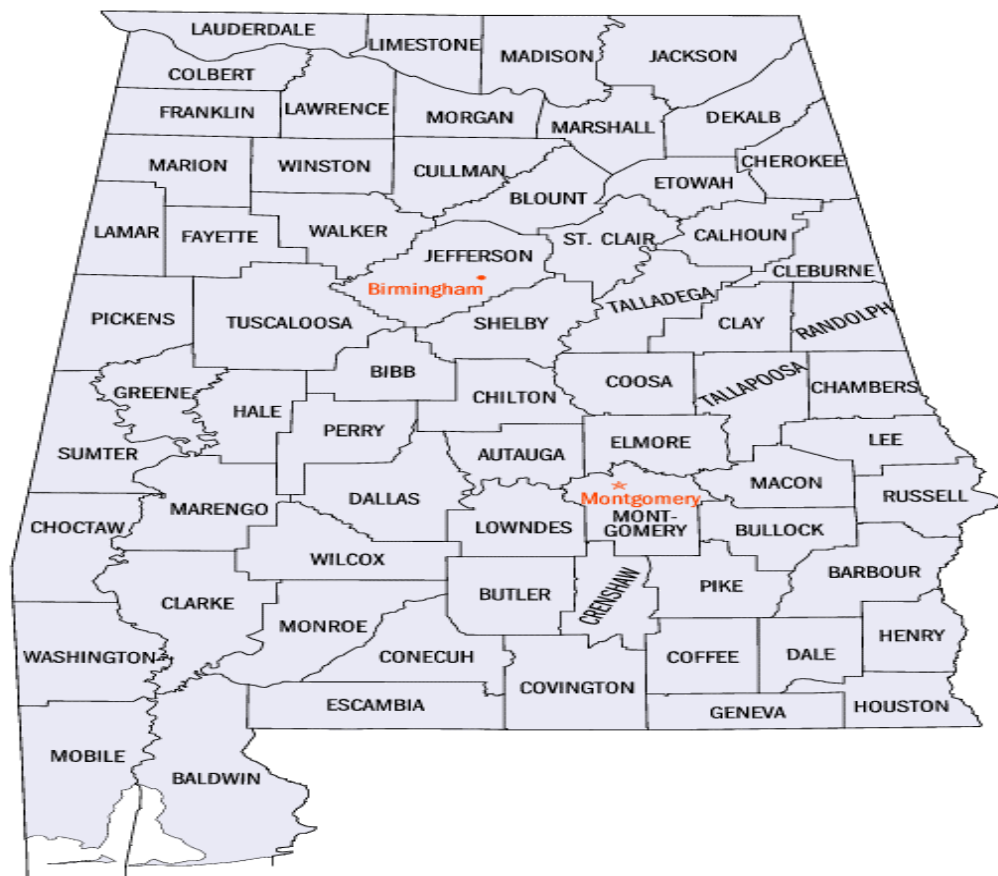 LAUDERDALE
LIMESTONE
MADISON
JACKSON
COLBERT
FRANKLIN
LAWRENCE
MORGAN
MARSHALL
DEKALB
MARION
WINSTON
CULLMAN
BLOUNT
ETOWAH
CHEROKEE
LAMAR
FAYETTE
WALKER
JEFFERSON
ST. CLAIR
CALHOUN
CLEBURNE
Birmingham
PICKENS
TUSCALOOSA
SHELBY
TALLADEGA
CLAY
RANDOLPH
GREENE
HALE
BIBB
CHILTON
COOSA
TALLAPOOSA
CHAMBERS
SUMTER
PERRY
AUTAUGA
ELMORE
LEE
CHOCTAW
MARENGO
DALLAS
LOWNDES
Montgomery
MONT-
GOMERY
MACON
RUSSELL
BULLOCK
WILCOX
CLARKE
BUTLER
CRENSHAW
PIKE
BARBOUR
WASHINGTON
MONROE
CONECUH
COVINGTON
COFFEE
DALE
HENRY
ESCAMBIA
GENEVA
HOUSTON
MOBILE
BALDWIN